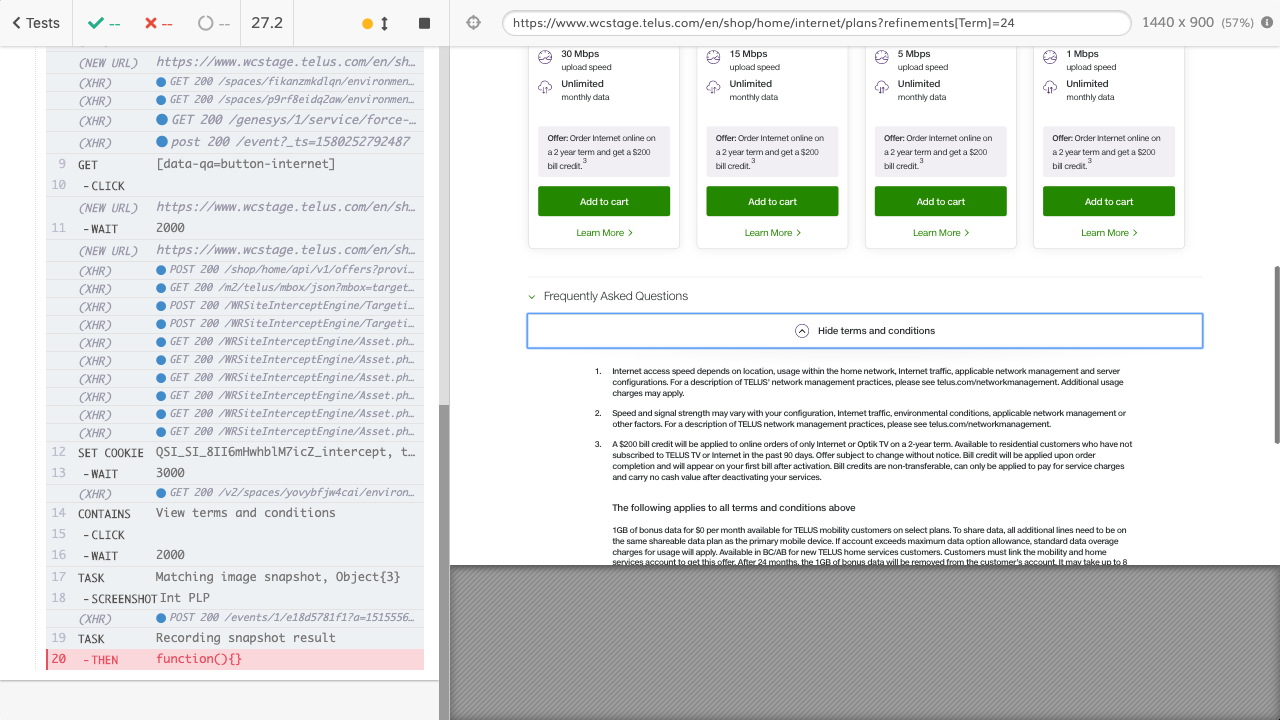 Tests
--
--
--
27.2
https://www.wcstage.telus.com/en/shop/home/internet/plans?refinements[Term]=24
1440 x 900 (57%)
(NEW URL) https://www.wcstage.telus.com/en/sh…
(XHR) GET 200 /spaces/fikanzmkdlqn/environmen…
(XHR) GET 200 /spaces/p9rf8eidq2aw/environmen…
(XHR) GET 200 /genesys/1/service/force-…
(XHR) post 200 /event?_ts=1580252792487
9 GET [data-qa=button-internet]
10 -CLICK
(NEW URL) https://www.wcstage.telus.com/en/sh…
11 -WAIT 2000
(NEW URL) https://www.wcstage.telus.com/en/sh…
(XHR) POST 200 /shop/home/api/v1/offers?provi…
(XHR) GET 200 /m2/telus/mbox/json?mbox=target…
(XHR) POST 200 /WRSiteInterceptEngine/Targeti…
(XHR) POST 200 /WRSiteInterceptEngine/Targeti…
(XHR) GET 200 /WRSiteInterceptEngine/Asset.ph…
(XHR) GET 200 /WRSiteInterceptEngine/Asset.ph…
(XHR) GET 200 /WRSiteInterceptEngine/Asset.ph…
(XHR) GET 200 /WRSiteInterceptEngine/Asset.ph…
(XHR) GET 200 /WRSiteInterceptEngine/Asset.ph…
(XHR) GET 200 /WRSiteInterceptEngine/Asset.ph…
12 SET COOKIE QSI_SI_8II6mHwhblM7icZ_intercept, t…
13 -WAIT 3000
(XHR) GET 200 /v2/spaces/yovybfjw4cai/environ…
14 CONTAINS View terms and conditions
15 -CLICK
16 -WAIT 2000
17 TASK Matching image snapshot, Object{3}
18 -SCREENSHOT Int PLP
(XHR) POST 200 /events/1/e18d5781f1?a=1515556…
19 TASK Recording snapshot result
20 -THEN function(){}
30 Mbps
upload speed
Unlimited
monthly data
Offer: Order Internet online on
a 2 year term and get a $200
bill credit.3
Add to cart
Learn More
15 Mbps
upload speed
Unlimited
monthly data
Offer: Order Internet online on
a 2 year term and get a $200
bill credit.3
Add to cart
Learn More
5 Mbps
upload speed
Unlimited
monthly data
Offer: Order Internet online on
a 2 year term and get a $200
bill credit.3
Add to cart
Learn More
1 Mbps
upload speed
Unlimited
monthly data
Offer: Order Internet online on
a 2 year term and get a $200
bill credit.3
Add to cart
Learn More
Frequently Asked Questions
Hide terms and conditions
1. Internet access speed depends on location, usage within the home network, Internet traffic, applicable network management and server
configurations. For a description of TELUS' network management practices, please see telus.com/networkmanagement. Additional usage
charges may apply.
2. Speed and signal strength may vary with your configuration, Internet traffic, environmental conditions, applicable network management or
other factors. For a description of TELUS network management practices, please see telus.com/networkmanagement.
3. A $200 bill credit will be applied to online orders of only Internet or Optik TV on a 2-year term. Available to residential customers who have not
subscribed to TELUS TV or Internet in the past 90 days. Offer subject to change without notice. Bill credit will be applied upon order
completion and will appear on your first bill after activation. Bill credits are non-transferable, can only be applied to pay for service charges
and carry no cash value after deactivating your services.
The following applies to all terms and conditions above
1GB of bonus data for $0 per month available for TELUS mobility customers on select plans. To share data, all additional lines need to be on
the same shareable data plan as the primary mobile device. If account exceeds maximum data option allowance, standard data overage
charges for usage will apply. Available in BC/AB for new TELUS home services customers. Customers must link the mobility and home
services account to get this offer. After 24 months, the 1GB of bonus data will be removed from the customer's account. It may take up to 8